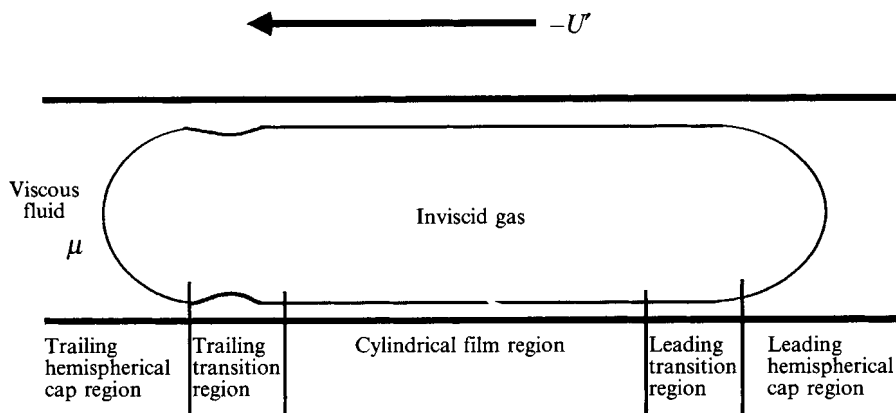 −U′
Viscous
fluid
μ
Inviscid gas
Trailing
hemispherical
cap region
Trailing
transition
region
Cylindrical film region
Leading
transition
region
Leading
hemispherical
cap region